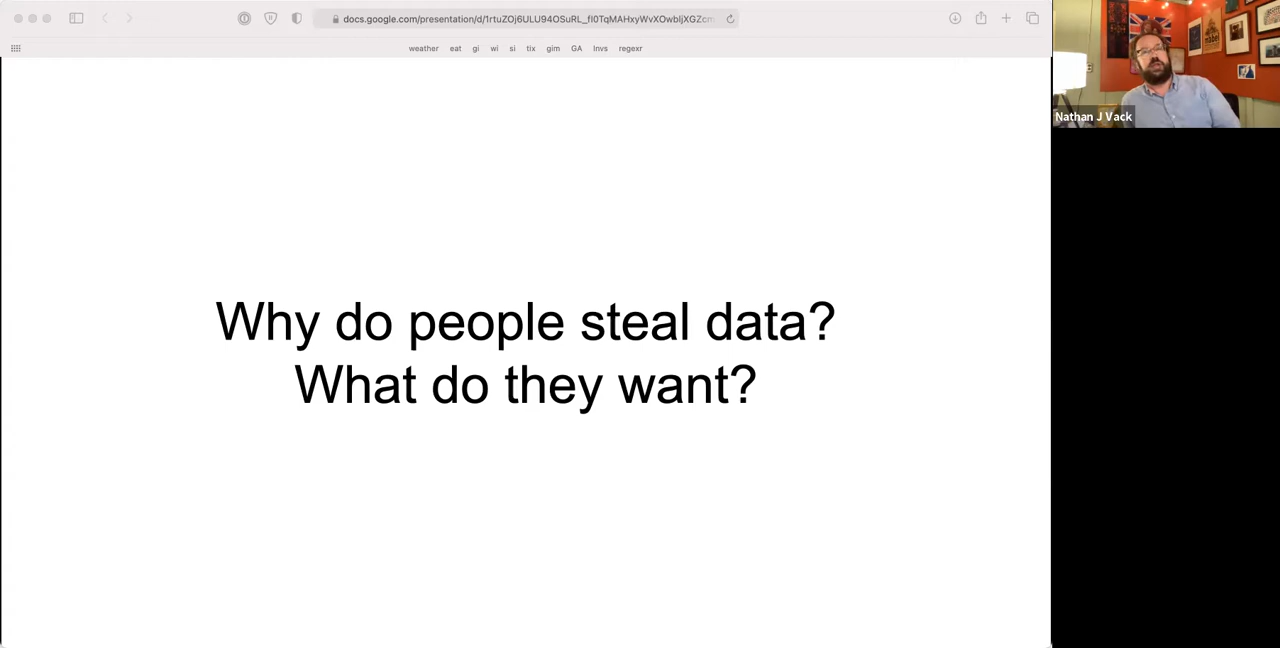 docs.google.com/presentation/d/1rtuZOj6ULU94OSuRL_fI0TqMAHxyWvXOwbljXGZcm
weather eat gi wi si tix gim GA Invs regexr
Nathan J Vack
Why do people steal data?
What do they want?